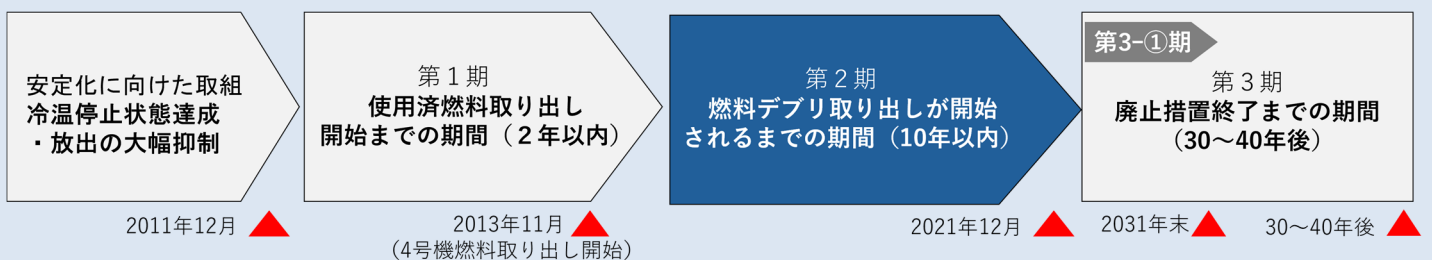 安定化に向けた取組
冷温停止状態達成
・放出の大幅抑制
2011年12月
第１期
使用済燃料取り出し
開始までの期間（２年以内）
2013年11月
(4号機燃料取り出し開始)
第２期
燃料デブリ取り出しが開始
されるまでの期間（10年以内）
2021年12月
第3-①期
第３期
廃止措置終了までの期間
（30～40年後）
2031年末
30～40年後